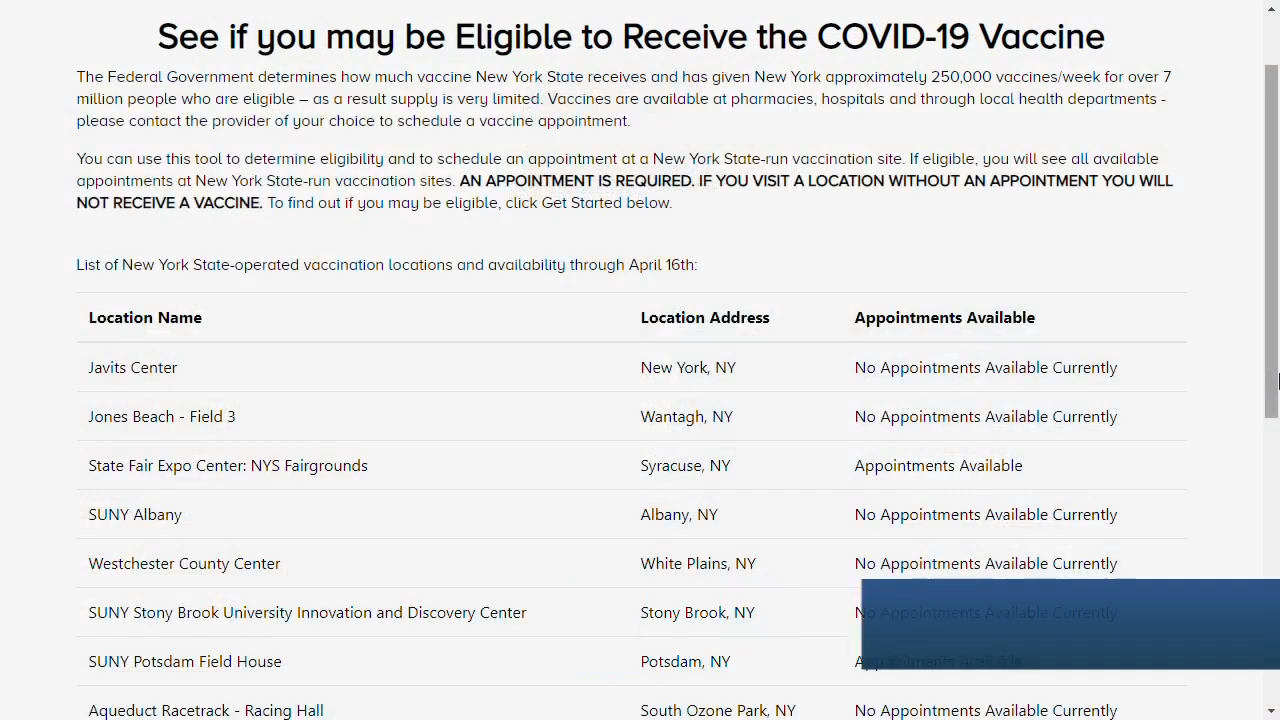 See if you may be Eligible to Receive the COVID-19 Vaccine
The Federal Government determines how much vaccine New York State receives and has given New York approximately 250,000 vaccines/week for over 7
million people who are eligible – as a result supply is very limited. Vaccines are available at pharmacies, hospitals and through local health departments -
please contact the provider of your choice to schedule a vaccine appointment.
You can use this tool to determine eligibility and to schedule an appointment at a New York State-run vaccination site. If eligible, you will see all available
appointments at New York State-run vaccination sites. AN APPOINTMENT IS REQUIRED. IF YOU VISIT A LOCATION WITHOUT AN APPOINTMENT YOU WILL
NOT RECEIVE A VACCINE. To find out if you may be eligible, click Get Started below.
List of New York State-operated vaccination locations and availability through April 16th:
Location Name Location Address Appointments Available
Javits Center New York, NY No Appointments Available Currently
Jones Beach - Field 3 Wantagh, NY No Appointments Available Currently
State Fair Expo Center: NYS Fairgrounds Syracuse, NY Appointments Available
SUNY Albany Albany, NY No Appointments Available Currently
Westchester County Center White Plains, NY No Appointments Available Currently
SUNY Stony Brook University Innovation and Discovery Center Stony Brook, NY No Appointments Available Currently
SUNY Potsdam Field House Potsdam, NY Appointments Available
Aqueduct Racetrack - Racing Hall South Ozone Park, NY No Appointments Available Currently